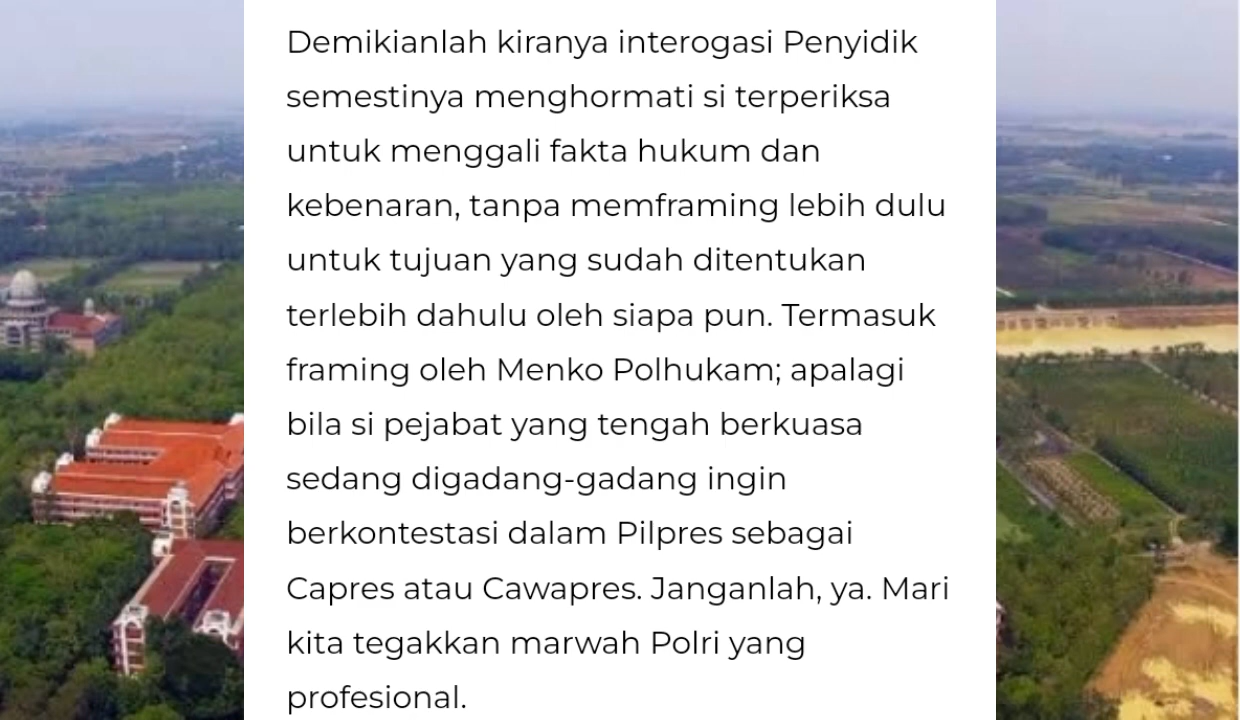 Demikianlah kiranya interogasi Penyidik
semestinya menghormati si terperiksa
untuk menggali fakta hukum dan
kebenaran, tanpa memframing lebih dulu
untuk tujuan yang sudah ditentukan
terlebih dahulu oleh siapa pun. Termasuk
framing oleh Menko Polhukam; apalagi
bila si pejabat yang tengah berkuasa
sedang digadang-gadang ingin
berkontestasi dalam Pilpres sebagai
Capres atau Cawapres. Janganlah, ya. Mari
kita tegakkan marwah Polri yang
profesional.